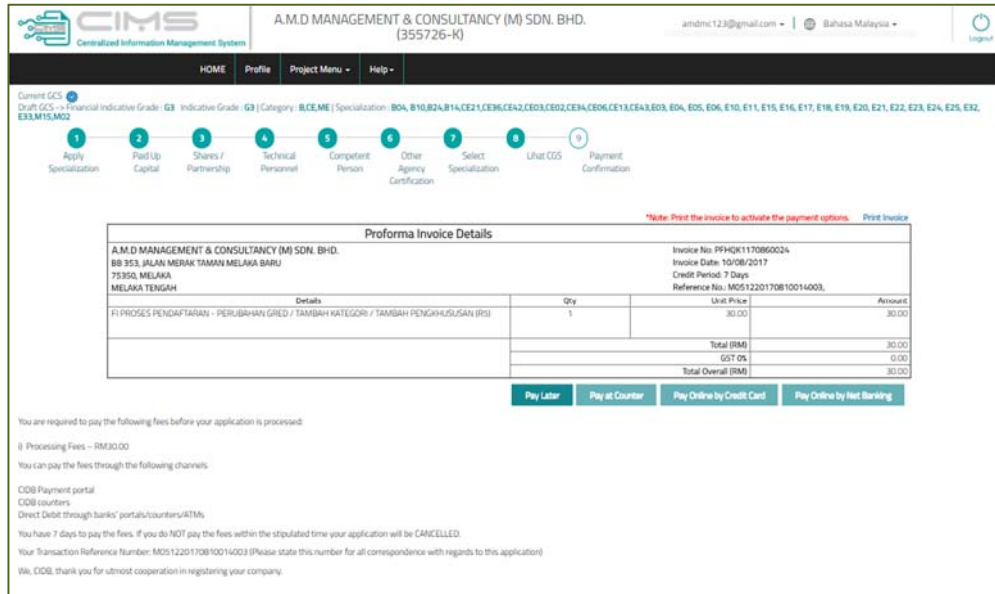 CIMS
Centralized Information Management System
A.M.D MANAGEMENT & CONSULTANCY (M) SDN. BHD.
(355726-K)
amdmc123@gmail.com
Bahasa Malaysia
Logout
HOME Profile Project Menu Help
Current GCS
Draft GCS -> Financial Indicative Grade : G3 Indicative Grade : G3 | Category : B,CE,ME | Specialization : B04, B10,B24,B14,CE21,CE36,CE42,CE03,CE02,CE34,CE06,CE13,CE43,E03, E04, E05, E06, E10, E11, E15, E16, E17, E18, E19, E20, E21, E22, E23, E24, E25, E32,
E33,M15,M02
1 2 3 4 5 6 7 8 9
Apply Specialization
Paid Up Capital
Shares / Partnership
Technical Personnel
Competent Person
Other Agency Certification
Select Specialization
Lihat CGS
Payment Confirmation
*Note: Print the invoice to activate the payment options. Print Invoice
Proforma Invoice Details
A.M.D MANAGEMENT & CONSULTANCY (M) SDN. BHD.
BB 353, JALAN MERAK TAMAN MELAKA BARU
75350, MELAKA
MELAKA TENGAH
Invoice No: PFHQK1170860024
Invoice Date: 10/08/2017
Credit Period: 7 Days
Reference No.: M051220170810014003,
Details Qty Unit Price Amount
FI PROSES PENDAFTARAN - PERUBAHAN GRED / TAMBAH KATEGORI / TAMBAH PENGKHUSUSAN (R5) 1 30.00 30.00
Total (RM) 30.00
GST 0% 0.00
Total Overall (RM) 30.00
Pay Later Pay at Counter Pay Online by Credit Card Pay Online by Net Banking
You are required to pay the following fees before your application is processed:
i) Processing Fees – RM30.00
You can pay the fees through the following channels
CIDB Payment portal
CIDB counters
Direct Debit through banks' portals/counters/ATMs
You have 7 days to pay the fees. If you do NOT pay the fees within the stipulated time your application will be CANCELLED.
Your Transaction Reference Number: M051220170810014003 (Please state this number for all correspondence with regards to this application)
We, CIDB, thank you for utmost cooperation in registering your company.